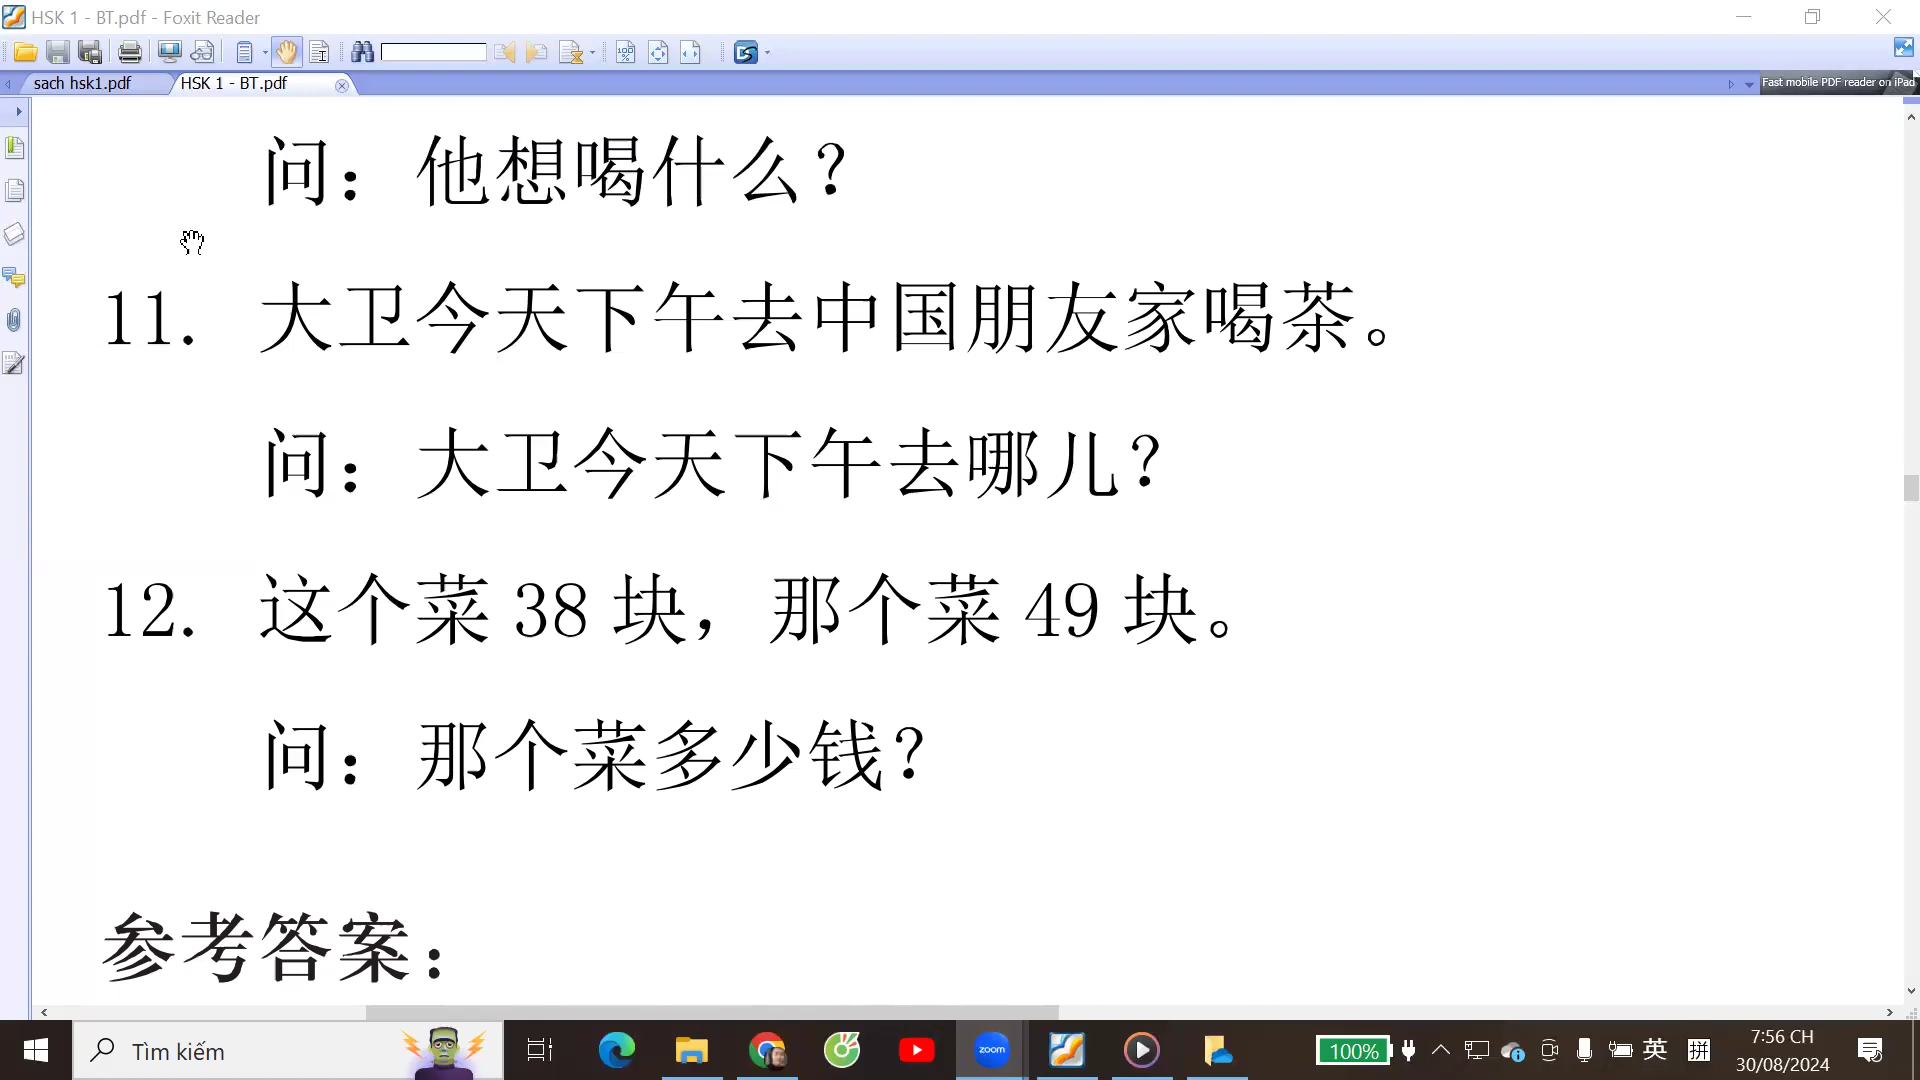 HSK 1 - BT.pdf - Foxit Reader
sach hsk1.pdf
HSK 1 - BT.pdf
Fast mobile PDF reader on iPad
问：他想喝什么？
11. 大卫今天下午去中国朋友家喝茶。
问：大卫今天下午去哪儿？
12. 这个菜 38 块，那个菜 49 块。
问：那个菜多少钱？
参考答案：
Tìm kiếm
zoom
100%
英
拼
7:56 CH
30/08/2024